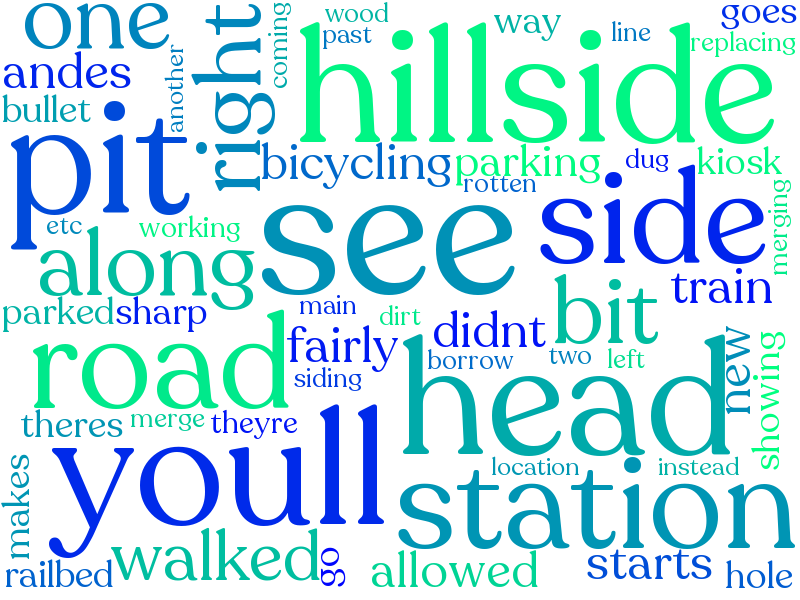 one
andes
bullet
another
right
coming
wood
past
way
line
goes
replacing
hillside
pit
bicycling
parking
rotten
dug
kiosk
merging
etc
working
see
side
along
train
parked
sharp
main
dirt
didnt
bit
road
fairly
siding
borrow
two
left
head
new
showing
theres
merge
theyre
youll
location
instead
station
makes
walked
go
allowed
starts
railbed
hole